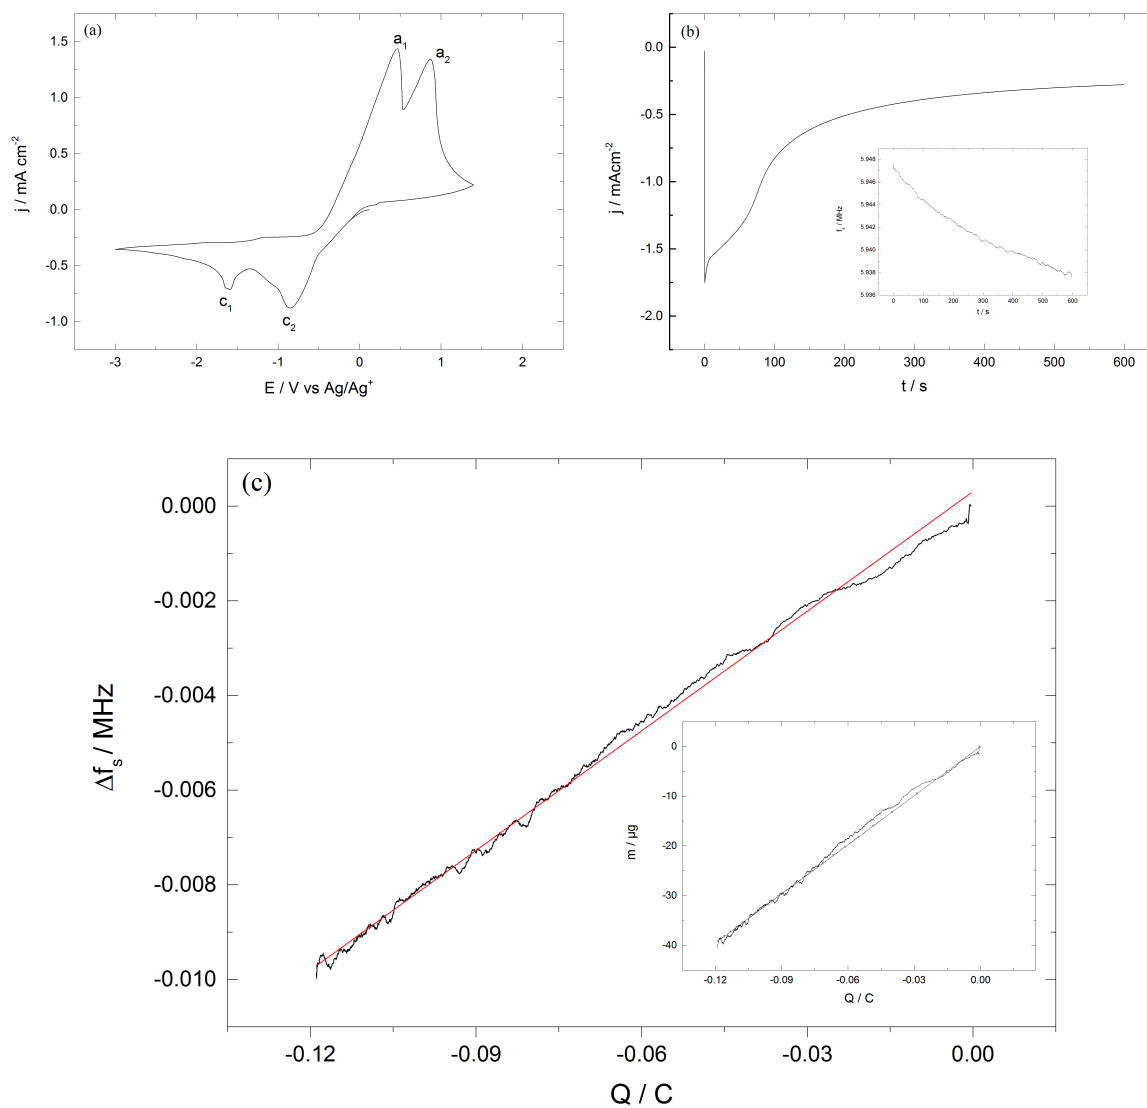 (a)
a1
a2
1.5
1.0
0.5
0.0
-0.5
-1.0
j / mA cm-2
c1
c2
-3 -2 -1 0 1 2
E / V vs Ag/Ag+
(b)
0.0
-0.5
-1.0
-1.5
-2.0
j / mAcm-2
0 100 200 300 400 500 600
t / s
5.948
5.946
5.944
5.942
5.940
5.938
5.936
fs / MHz
0 100 200 300 400 500 600
t / s
(c)
0.000
-0.002
-0.004
-0.006
-0.008
-0.010
Δfs / MHz
-0.12 -0.09 -0.06 -0.03 0.00
Q / C
0
-10
-20
-30
-40
m / µg
-0.12 -0.09 -0.06 -0.03 0.00
Q / C